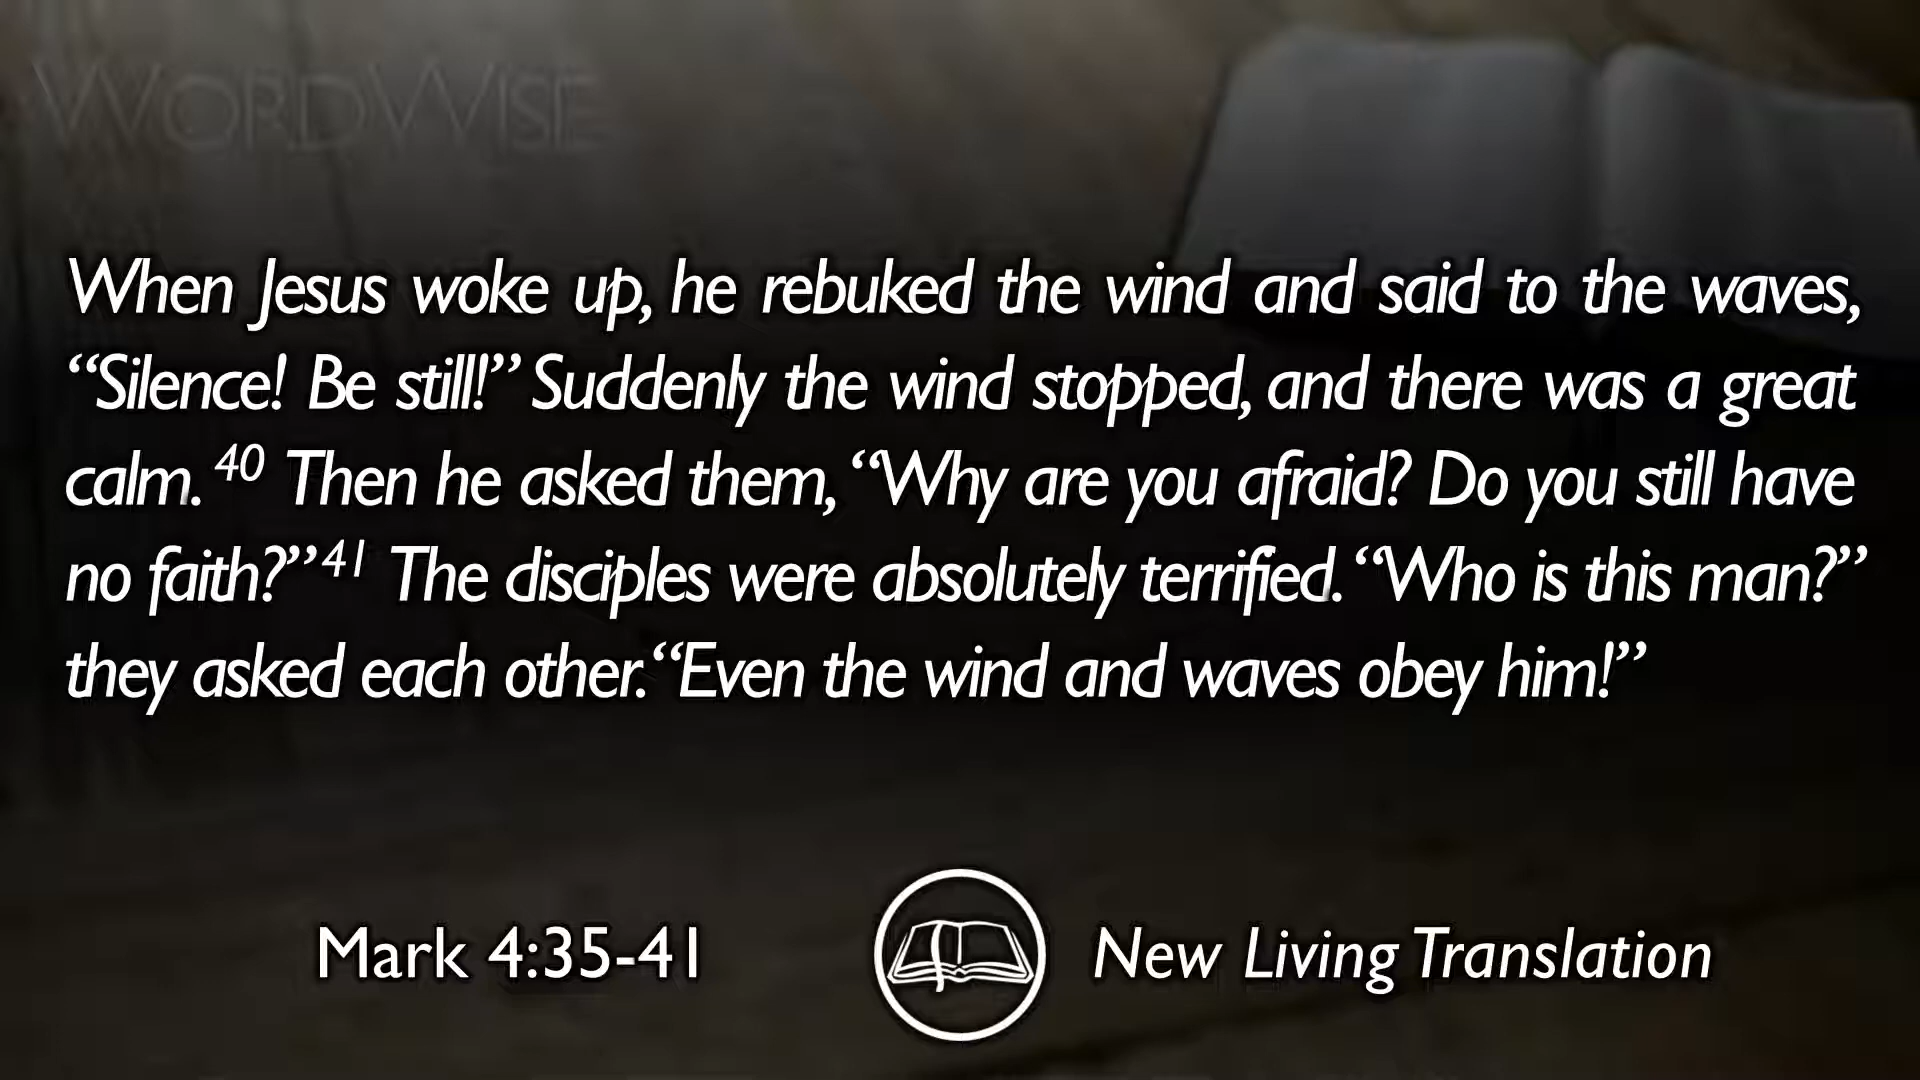 WORDWISE
When Jesus woke up, he rebuked the wind and said to the waves,
“Silence! Be still!” Suddenly the wind stopped, and there was a great
calm. 40 Then he asked them, “Why are you afraid? Do you still have
no faith?” 41 The disciples were absolutely terrified. “Who is this man?”
they asked each other. “Even the wind and waves obey him!”
Mark 4:35-41
New Living Translation